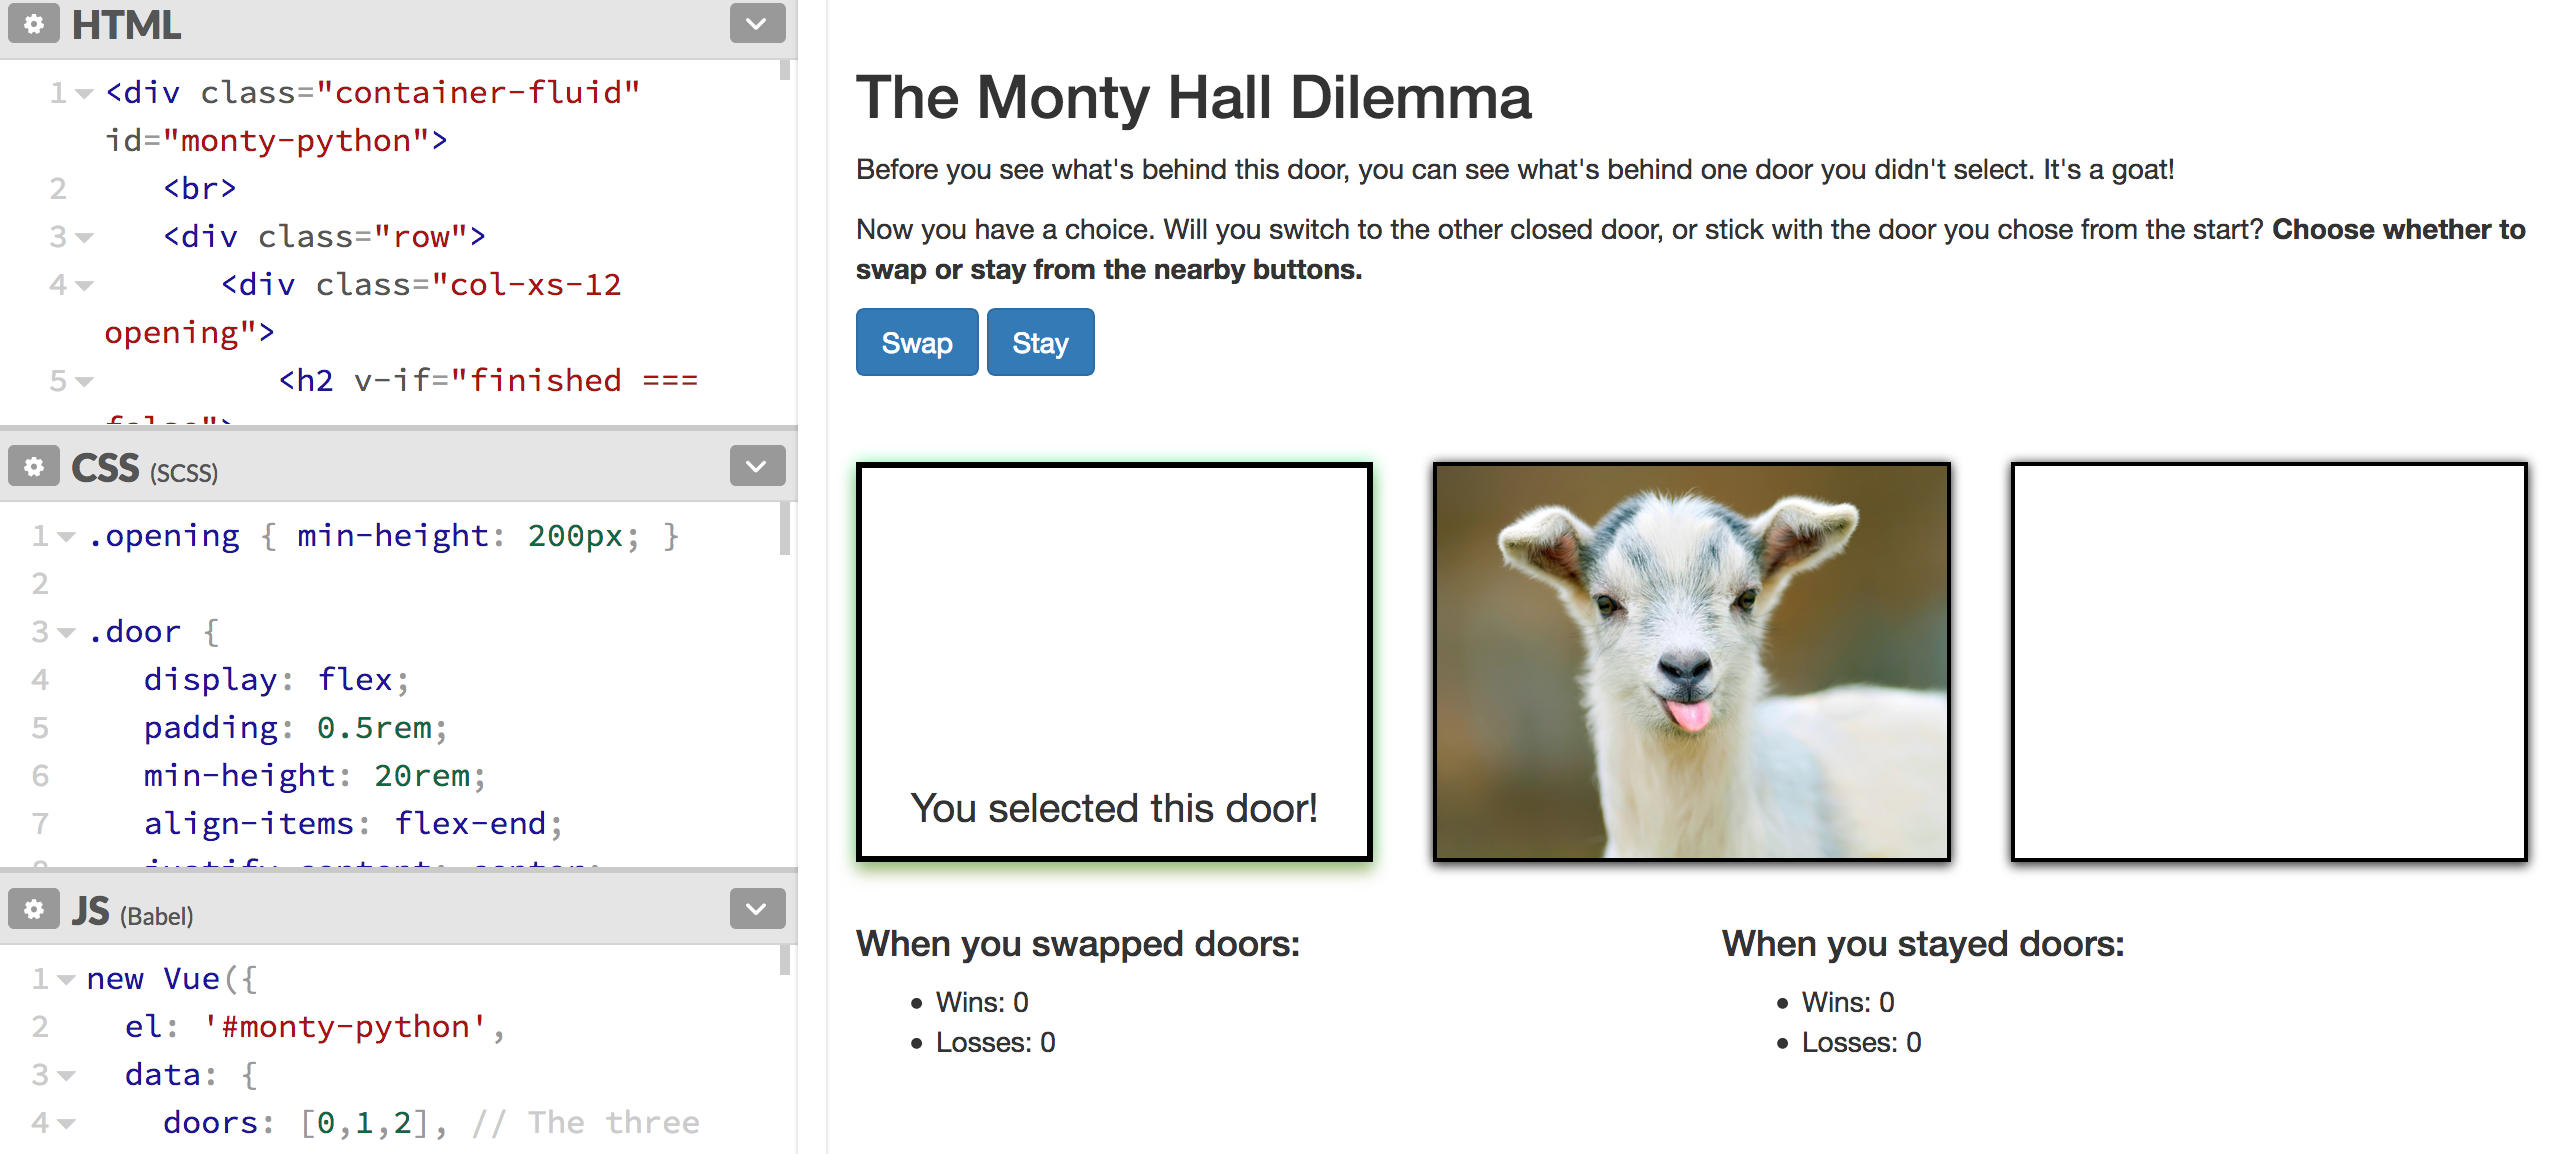 HTML
1 <div class="container-fluid"
id="monty-python">
2 <br>
3 <div class="row">
4 <div class="col-xs-12
opening">
5 <h2 v-if="finished ===
CSS (SCSS)
1 .opening { min-height: 200px; }
2
3 .door {
4 display: flex;
5 padding: 0.5rem;
6 min-height: 20rem;
7 align-items: flex-end;
JS (Babel)
1 new Vue({
2 el: '#monty-python',
3 data: {
4 doors: [0,1,2], // The three
The Monty Hall Dilemma
Before you see what's behind this door, you can see what's behind one door you didn't select. It's a goat!
Now you have a choice. Will you switch to the other closed door, or stick with the door you chose from the start? Choose whether to
swap or stay from the nearby buttons.
Swap Stay
You selected this door!
When you swapped doors:
Wins: 0
Losses: 0
When you stayed doors:
Wins: 0
Losses: 0